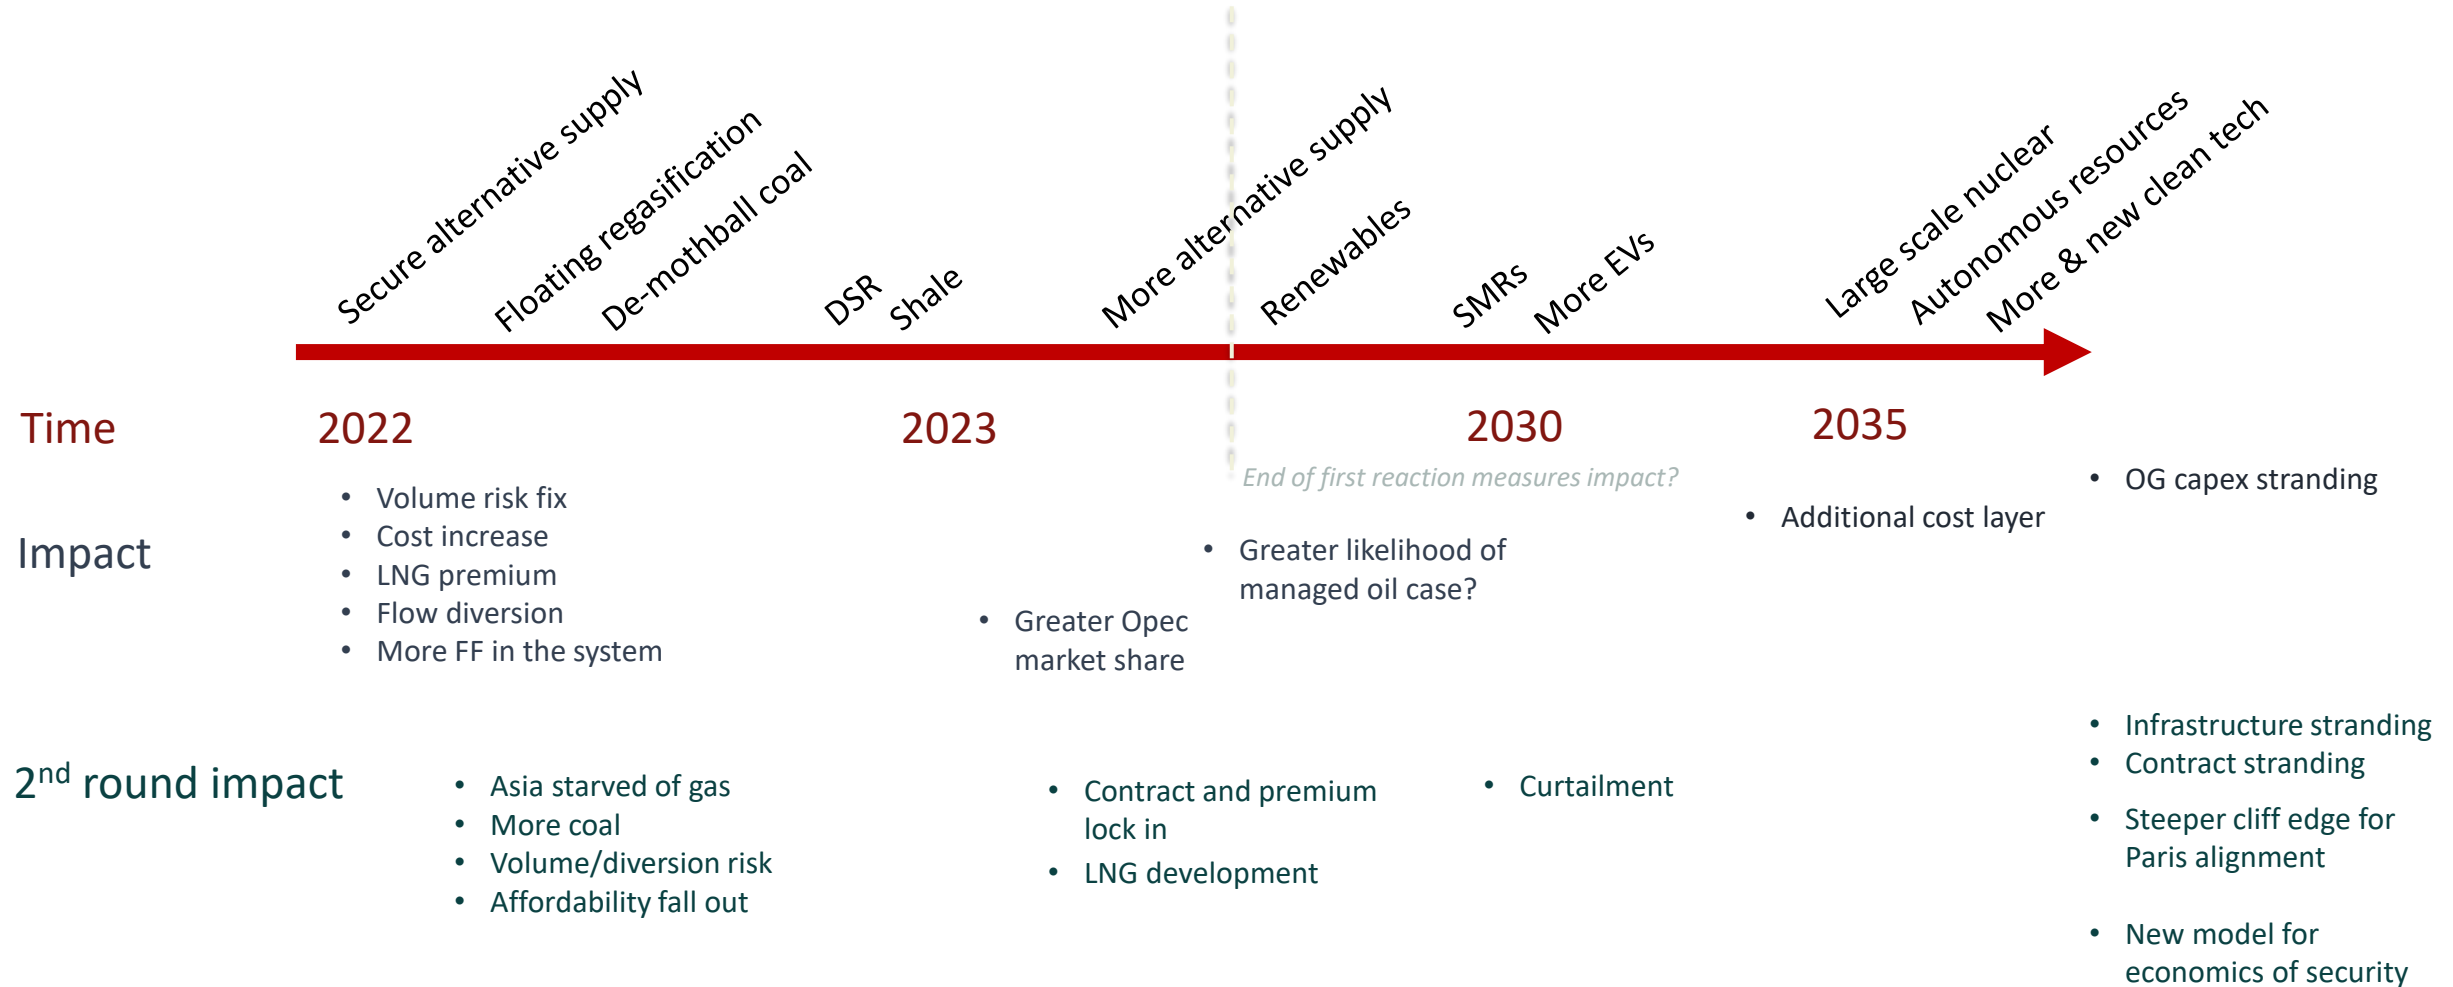 Secure alternative supply
Floating regasification
De-mothball coal
DSR
Shale
More alternative supply
Renewables
SMRs
More EVs
Large scale nuclear
Autonomous resources
More & new clean tech
Time
2022
2023
2030
2035
End of first reaction measures impact?
Impact
• Volume risk fix
• Cost increase
• LNG premium
• Flow diversion
• More FF in the system
• Greater Opec
market share
• Greater likelihood of
managed oil case?
• Additional cost layer
• OG capex stranding
2nd round impact
• Asia starved of gas
• More coal
• Volume/diversion risk
• Affordability fall out
• Contract and premium
lock in
• LNG development
• Curtailment
• Infrastructure stranding
• Contract stranding
• Steeper cliff edge for
Paris alignment
• New model for
economics of security